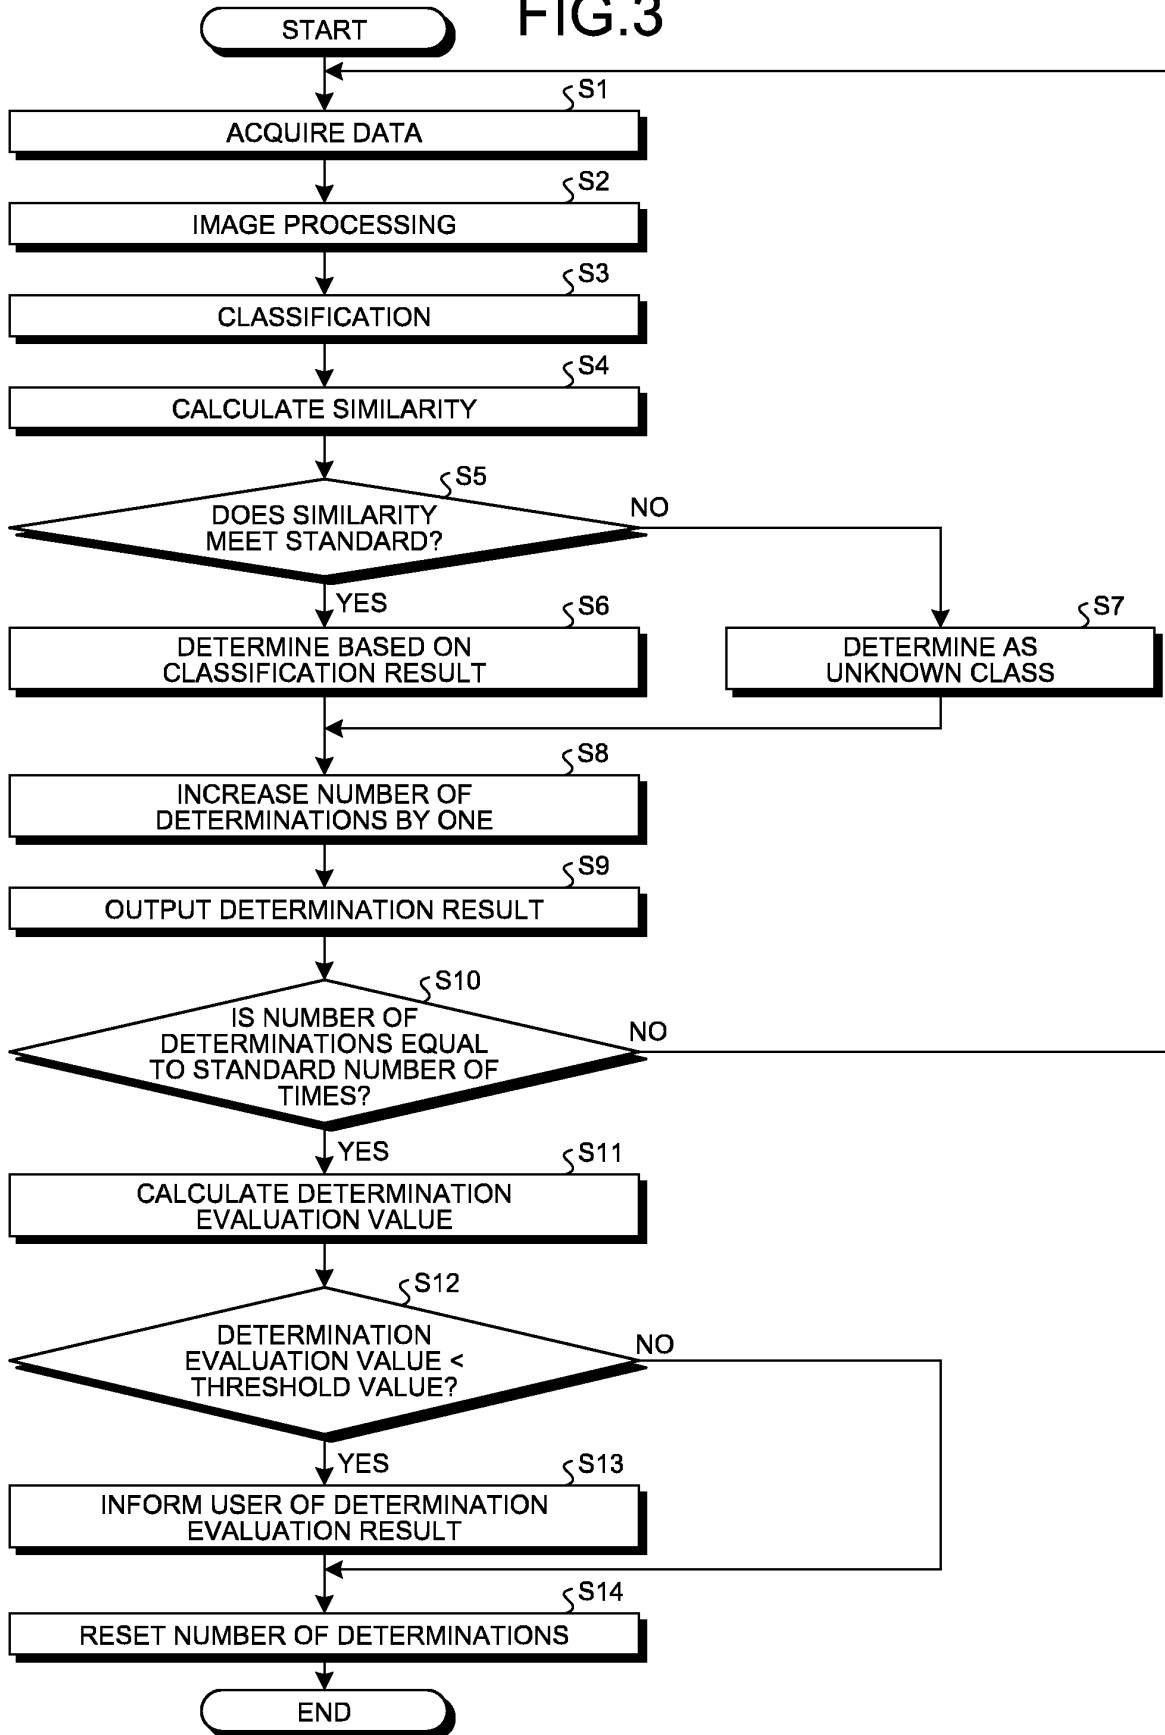 FIG.3
START
S1
ACQUIRE DATA
S2
IMAGE PROCESSING
S3
CLASSIFICATION
S4
CALCULATE SIMILARITY
S5
DOES SIMILARITY
MEET STANDARD?
NO
YES
S6
DETERMINE BASED ON
CLASSIFICATION RESULT
S7
DETERMINE AS
UNKNOWN CLASS
S8
INCREASE NUMBER OF
DETERMINATIONS BY ONE
S9
OUTPUT DETERMINATION RESULT
S10
IS NUMBER OF
DETERMINATIONS EQUAL
TO STANDARD NUMBER OF
TIMES?
NO
YES
S11
CALCULATE DETERMINATION
EVALUATION VALUE
S12
DETERMINATION
EVALUATION VALUE <
THRESHOLD VALUE?
NO
YES
S13
INFORM USER OF DETERMINATION
EVALUATION RESULT
S14
RESET NUMBER OF DETERMINATIONS
END